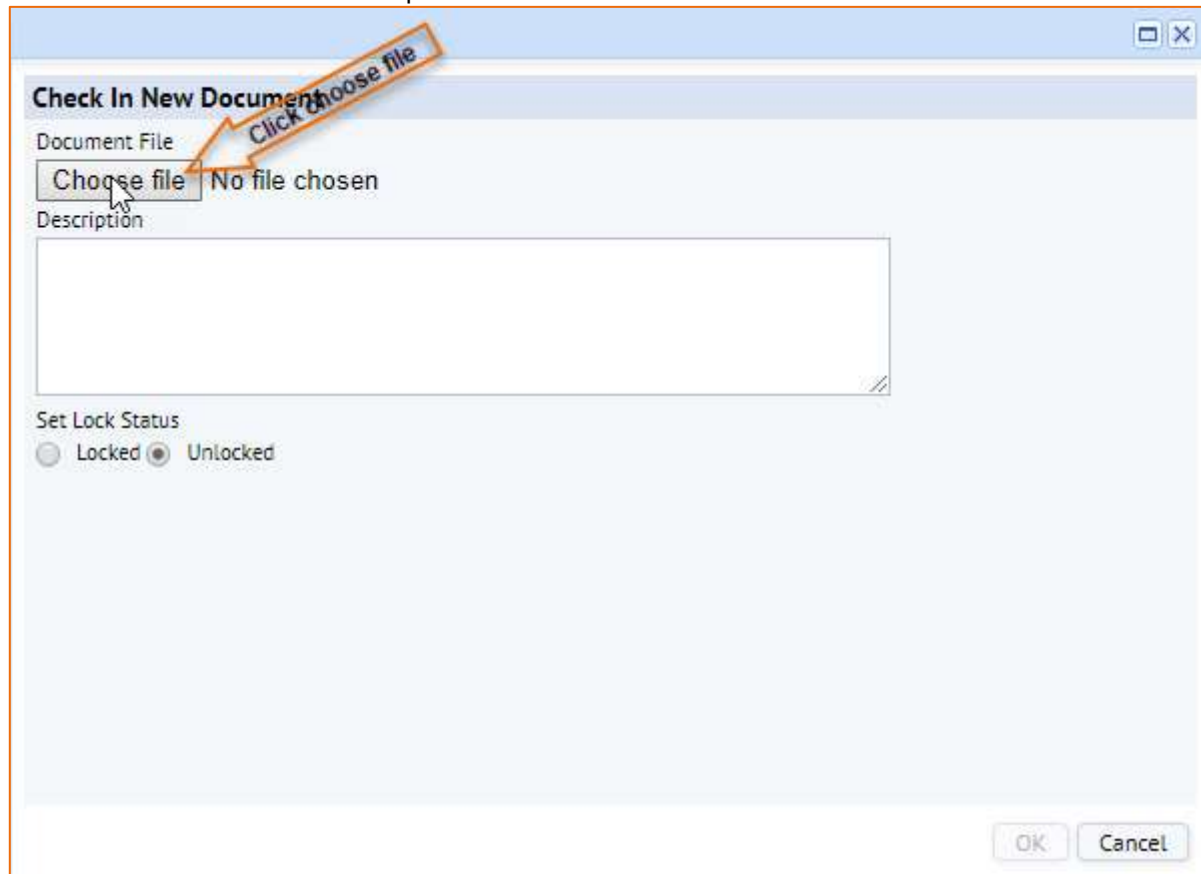 Click choose file
Check In New Document
Document File
Choose file No file chosen
Description
Set Lock Status
Locked Unlocked
OK Cancel